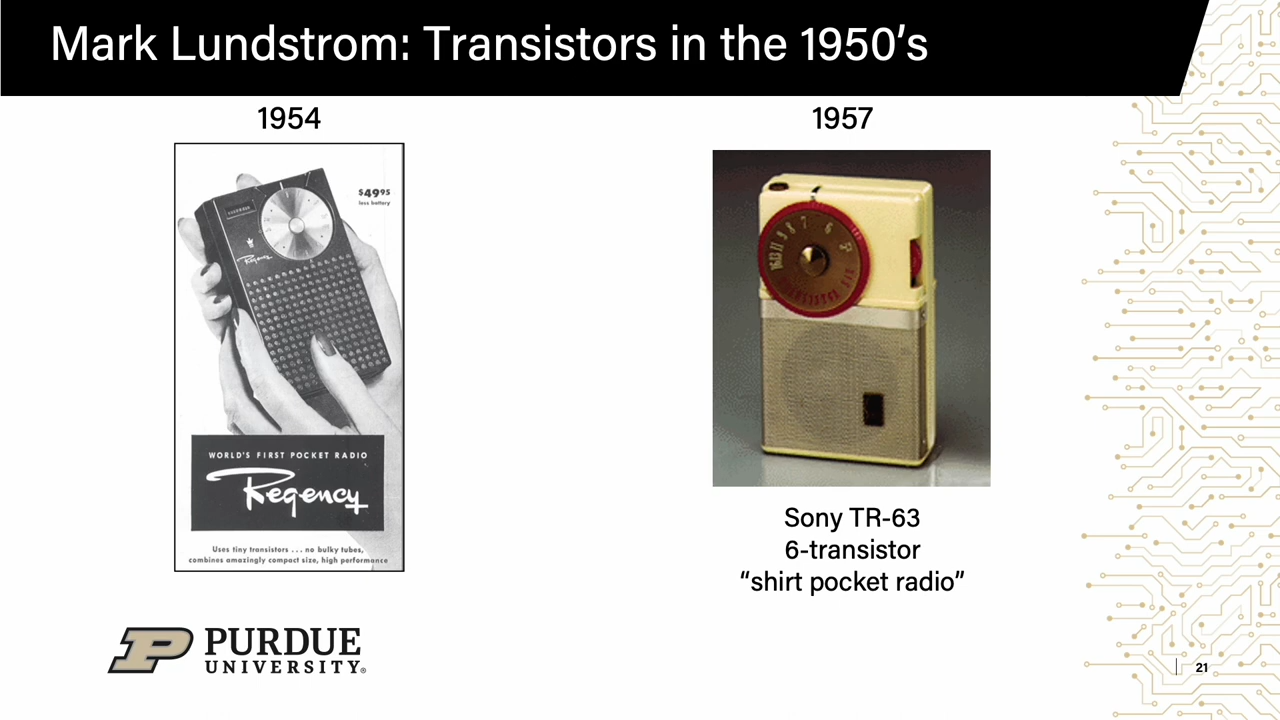 Mark Lundstrom: Transistors in the 1950’s
1954
$49⁹⁵
less battery
Regency
WORLD'S FIRST POCKET RADIO
Regency
Uses tiny transistors . . . no bulky tubes,
combines amazingly compact size, high performance
1957
Sony TR-63
6-transistor
“shirt pocket radio”
PURDUE
UNIVERSITY®
21